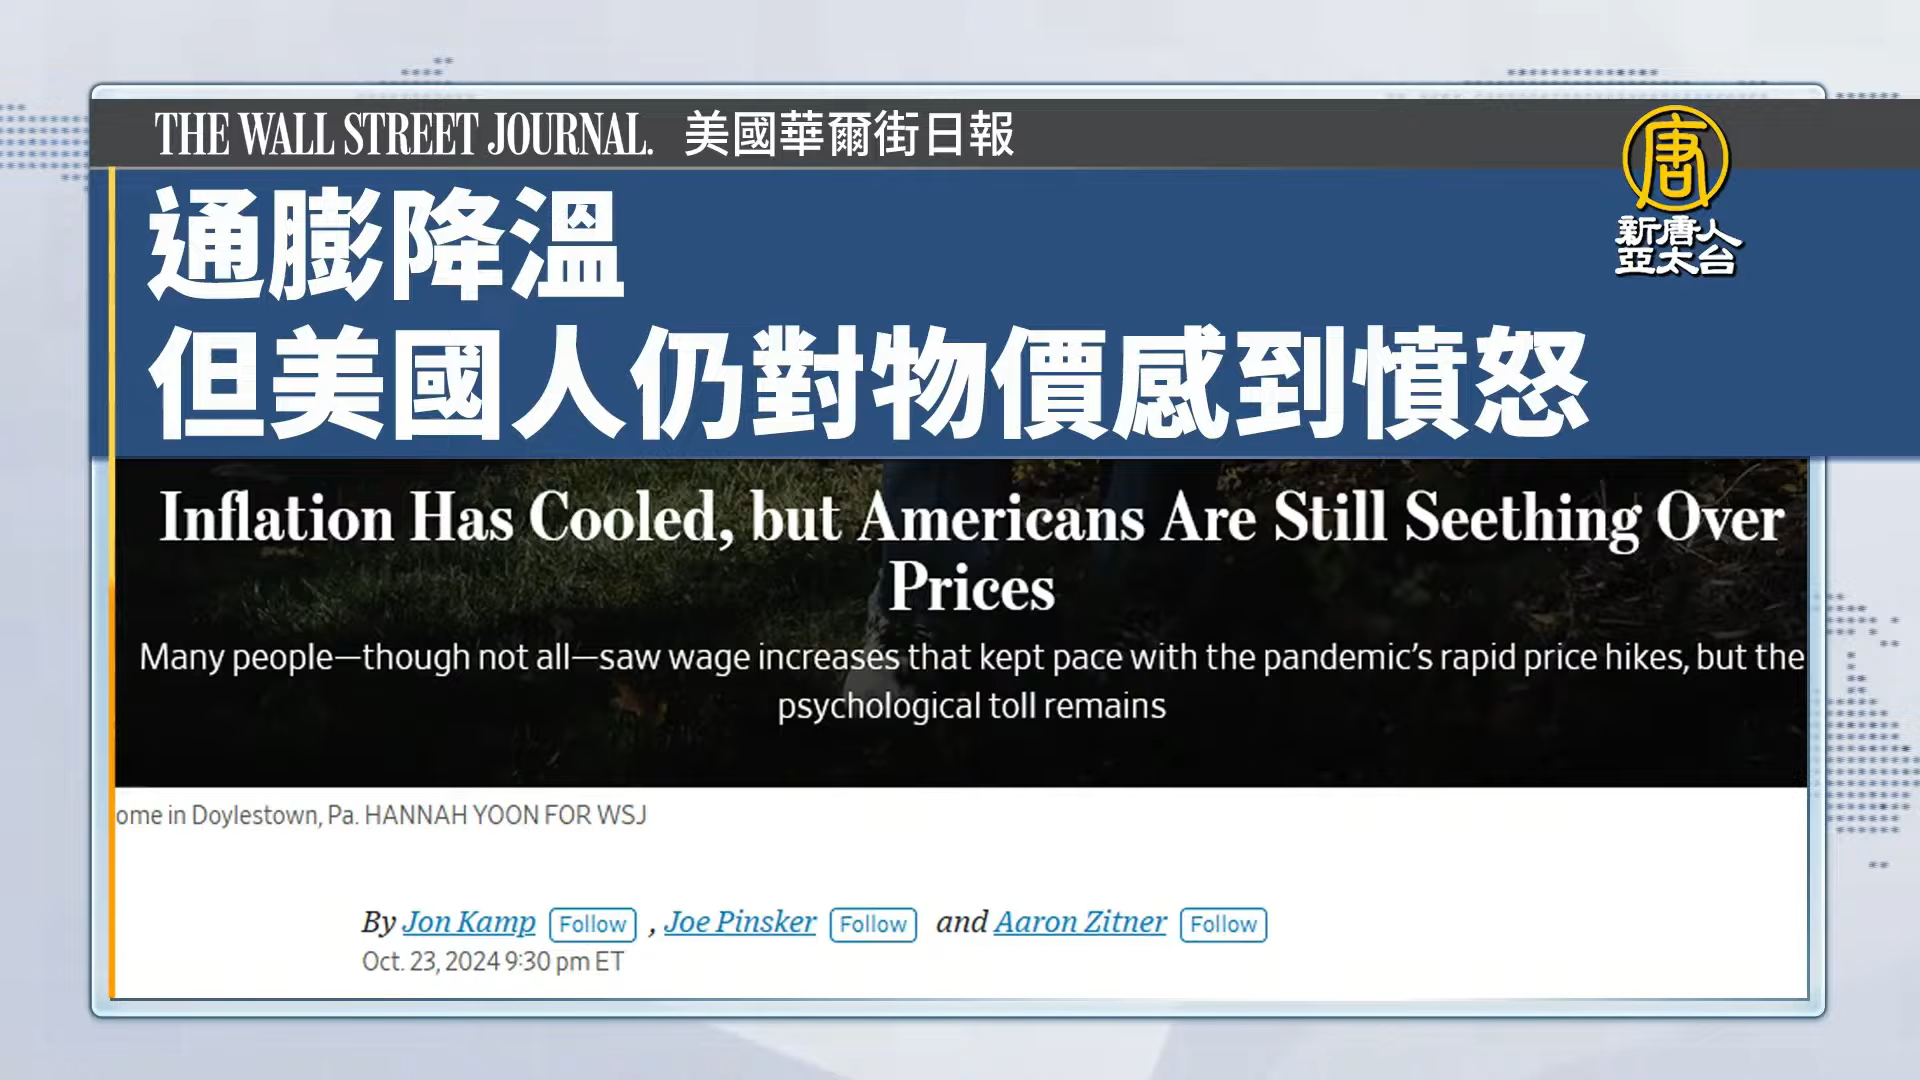 THE WALL STREET JOURNAL. 美國華爾街日報
唐
新唐人
亞太台
通膨降溫
但美國人仍對物價感到憤怒
Inflation Has Cooled, but Americans Are Still Seething Over
Prices
Many people—though not all—saw wage increases that kept pace with the pandemic's rapid price hikes, but the
psychological toll remains
ome in Doylestown, Pa. HANNAH YOON FOR WSJ
By Jon Kamp Follow , Joe Pinsker Follow and Aaron Zitner Follow
Oct. 23, 2024 9:30 pm ET